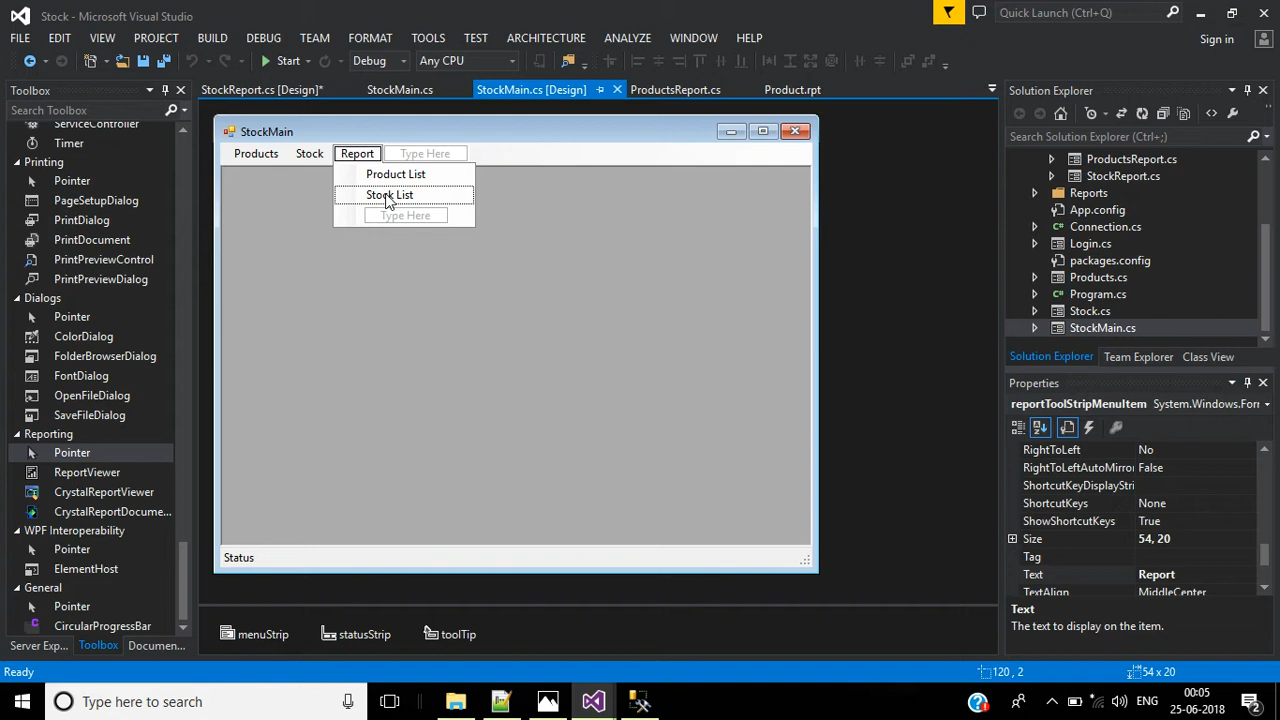 Stock - Microsoft Visual Studio
Quick Launch (Ctrl+Q)
FILE EDIT VIEW PROJECT BUILD DEBUG TEAM FORMAT TOOLS TEST ARCHITECTURE ANALYZE WINDOW HELP
Sign in
Start Debug Any CPU
Toolbox
Search Toolbox
ServiceController
Timer
Printing
Pointer
PageSetupDialog
PrintDialog
PrintDocument
PrintPreviewControl
PrintPreviewDialog
Dialogs
Pointer
ColorDialog
FolderBrowserDialog
FontDialog
OpenFileDialog
SaveFileDialog
Reporting
Pointer
ReportViewer
CrystalReportViewer
CrystalReportDocume...
WPF Interoperability
Pointer
ElementHost
General
Pointer
CircularProgressBar
Server Exp... Toolbox Documen...
StockReport.cs [Design]* StockMain.cs StockMain.cs [Design] ProductsReport.cs Product.rpt
StockMain
Products Stock Report Type Here
Product List
Stock List
Type Here
Status
menuStrip statusStrip toolTip
Solution Explorer
Search Solution Explorer (Ctrl+;)
ProductsReport.cs
StockReport.cs
Reports
App.config
Connection.cs
Login.cs
packages.config
Products.cs
Program.cs
Stock.cs
StockMain.cs
Solution Explorer Team Explorer Class View
Properties
reportToolStripMenuItem System.Windows.For
RightToLeft No
RightToLeftAutoMirror False
ShortcutKeyDisplayStri
ShortcutKeys None
ShowShortcutKeys True
Size 54, 20
Tag
Text Report
TextAlign MiddleCenter
Text
The text to display on the item.
Ready 120 , 2 54 x 20
Type here to search
ENG 00:05
25-06-2018
2